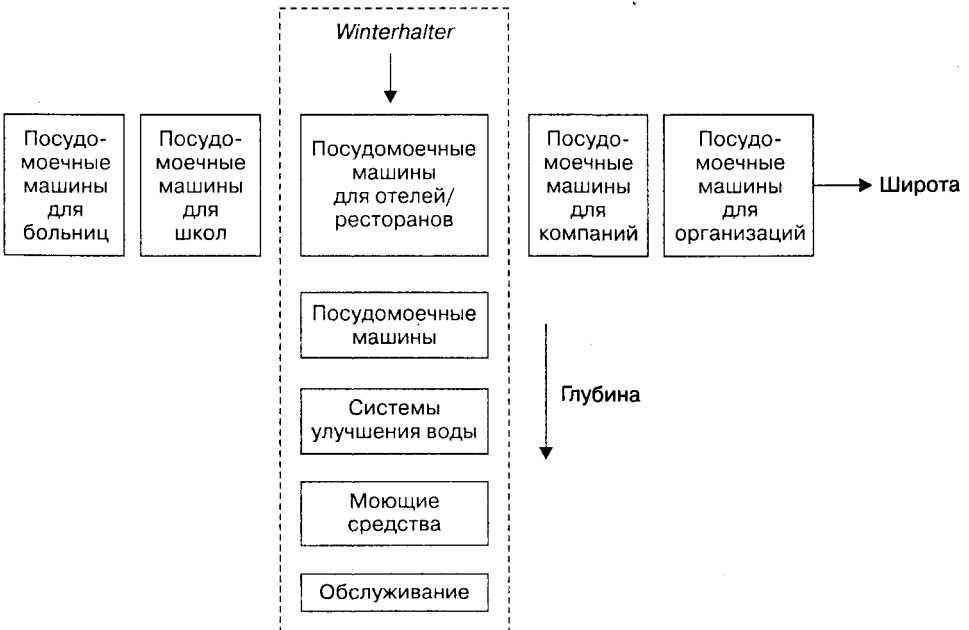 Winterhalter
Посудо-
моечные
машины
для
больниц
Посудо-
моечные
машины
для
школ
Посудомоечные
машины
для отелей/
ресторанов
Посудо-
моечные
машины
для
компаний
Посудо-
моечные
машины
для
организаций
Широта
Посудомоечные
машины
Глубина
Системы
улучшения воды
Моющие
средства
Обслуживание